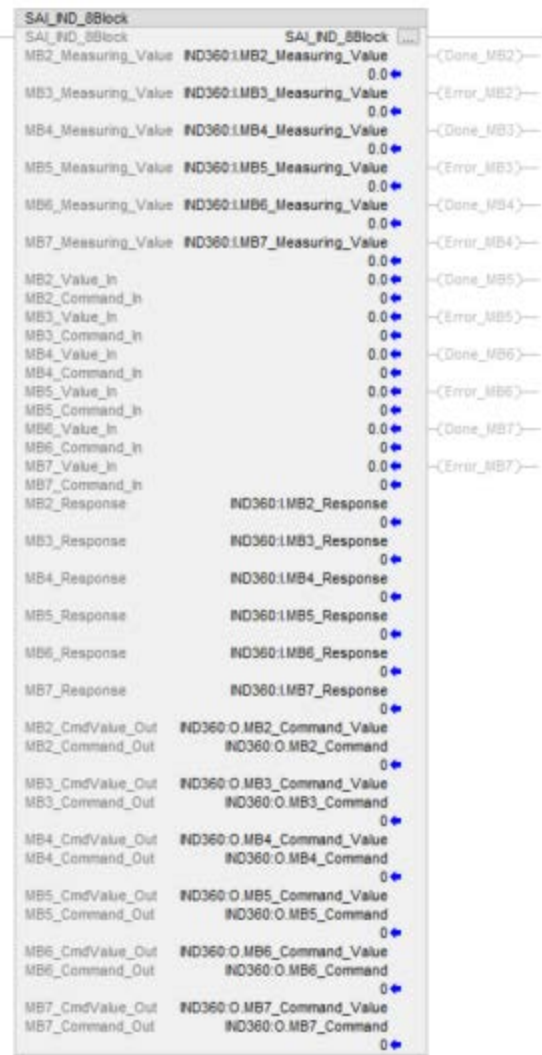 SAI_IND_8Block
SAI_IND_8Block SAI_IND_8Block ...
MB2_Measuring_Value IND360:I.MB2_Measuring_Value (Done_MB2)
0.0
MB3_Measuring_Value IND360:I.MB3_Measuring_Value (Error_MB2)
0.0
MB4_Measuring_Value IND360:I.MB4_Measuring_Value (Done_MB3)
0.0
MB5_Measuring_Value IND360:I.MB5_Measuring_Value (Error_MB3)
0.0
MB6_Measuring_Value IND360:I.MB6_Measuring_Value (Done_MB4)
0.0
MB7_Measuring_Value IND360:I.MB7_Measuring_Value (Error_MB4)
0.0
MB2_Value_In 0.0 (Done_MB5)
MB2_Command_In 0
MB3_Value_In 0.0 (Error_MB5)
MB3_Command_In 0
MB4_Value_In 0.0 (Done_MB6)
MB4_Command_In 0
MB5_Value_In 0.0 (Error_MB6)
MB5_Command_In 0
MB6_Value_In 0.0 (Done_MB7)
MB6_Command_In 0
MB7_Value_In 0.0 (Error_MB7)
MB7_Command_In 0
MB2_Response IND360:I.MB2_Response
0
MB3_Response IND360:I.MB3_Response
0
MB4_Response IND360:I.MB4_Response
0
MB5_Response IND360:I.MB5_Response
0
MB6_Response IND360:I.MB6_Response
0
MB7_Response IND360:I.MB7_Response
0
MB2_CmdValue_Out IND360:O.MB2_Command_Value
MB2_Command_Out IND360:O.MB2_Command
0
MB3_CmdValue_Out IND360:O.MB3_Command_Value
MB3_Command_Out IND360:O.MB3_Command
0
MB4_CmdValue_Out IND360:O.MB4_Command_Value
MB4_Command_Out IND360:O.MB4_Command
0
MB5_CmdValue_Out IND360:O.MB5_Command_Value
MB5_Command_Out IND360:O.MB5_Command
0
MB6_CmdValue_Out IND360:O.MB6_Command_Value
MB6_Command_Out IND360:O.MB6_Command
0
MB7_CmdValue_Out IND360:O.MB7_Command_Value
MB7_Command_Out IND360:O.MB7_Command
0